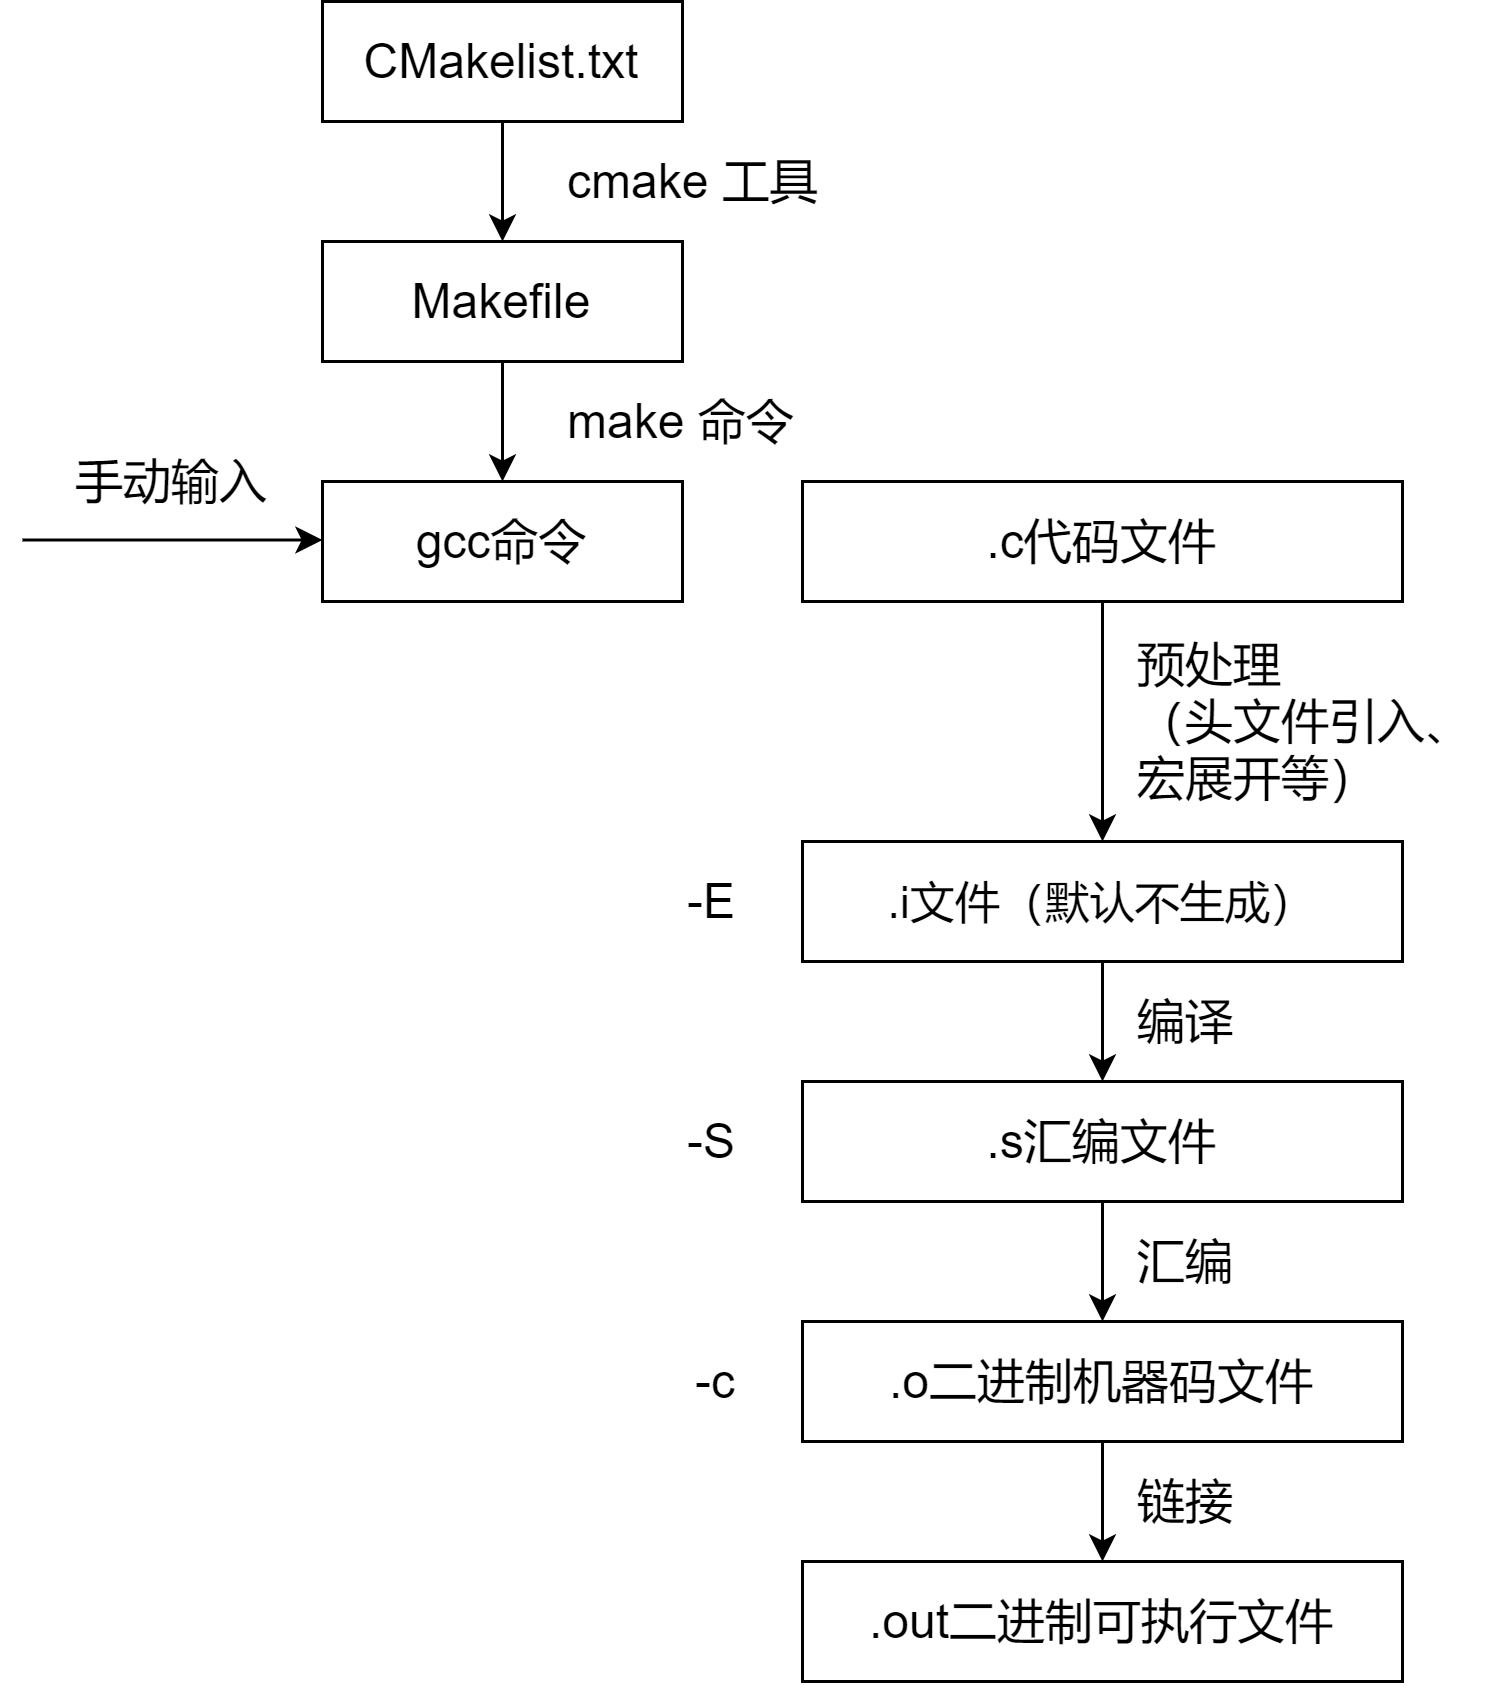 CMakelist.txt
cmake 工具
Makefile
make 命令
手动输入
gcc命令
.c代码文件
预处理
（头文件引入、
宏展开等）
-E
.i文件（默认不生成）
编译
-S
.s汇编文件
汇编
-c
.o二进制机器码文件
链接
.out二进制可执行文件